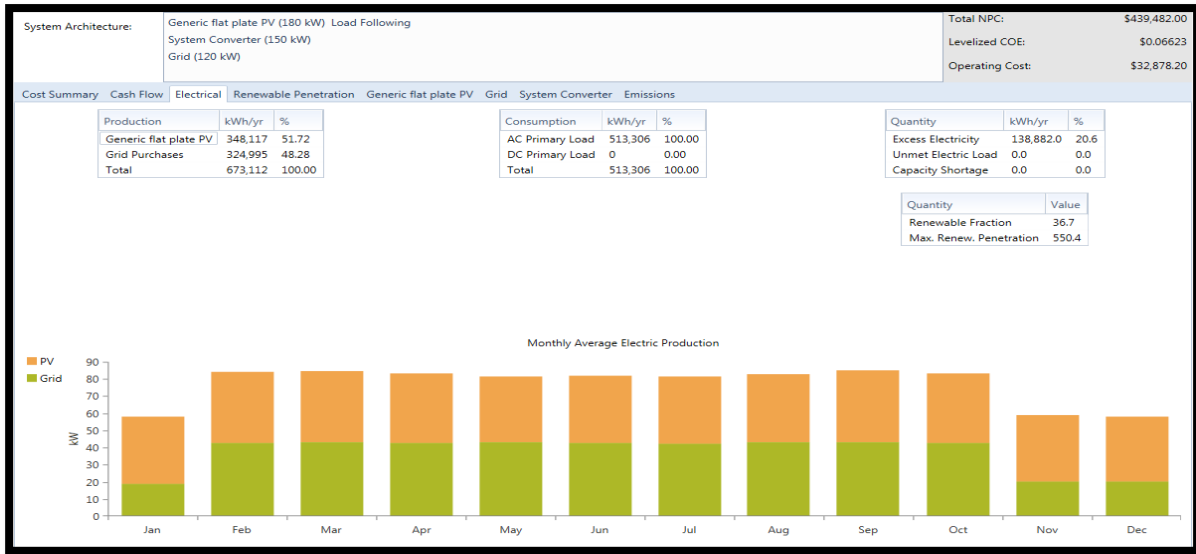 System Architecture:
Generic flat plate PV (180 kW)  Load Following
System Converter (150 kW)
Grid (120 kW)
Total NPC: $439,482.00
Levelized COE: $0.06623
Operating Cost: $32,878.20
Cost Summary Cash Flow Electrical Renewable Penetration Generic flat plate PV Grid System Converter Emissions
Production kWh/yr %
Generic flat plate PV 348,117 51.72
Grid Purchases 324,995 48.28
Total 673,112 100.00
Consumption kWh/yr %
AC Primary Load 513,306 100.00
DC Primary Load 0 0.00
Total 513,306 100.00
Quantity kWh/yr %
Excess Electricity 138,882.0 20.6
Unmet Electric Load 0.0 0.0
Capacity Shortage 0.0 0.0
Quantity Value
Renewable Fraction 36.7
Max. Renew. Penetration 550.4
Monthly Average Electric Production
PV
Grid
kW
90
80
70
60
50
40
30
20
10
0
Jan Feb Mar Apr May Jun Jul Aug Sep Oct Nov Dec